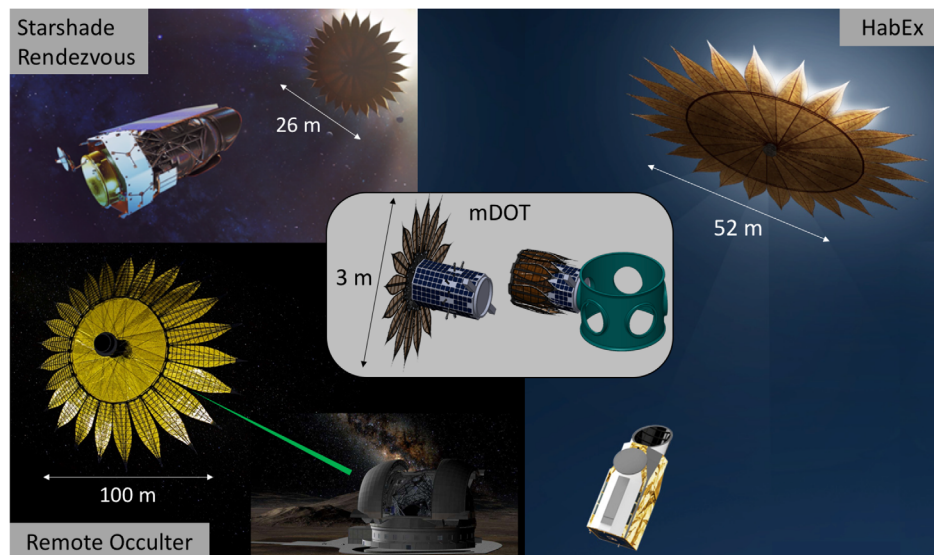 Starshade
Rendezvous
26 m
HabEx
52 m
mDOT
3 m
100 m
Remote Occulter